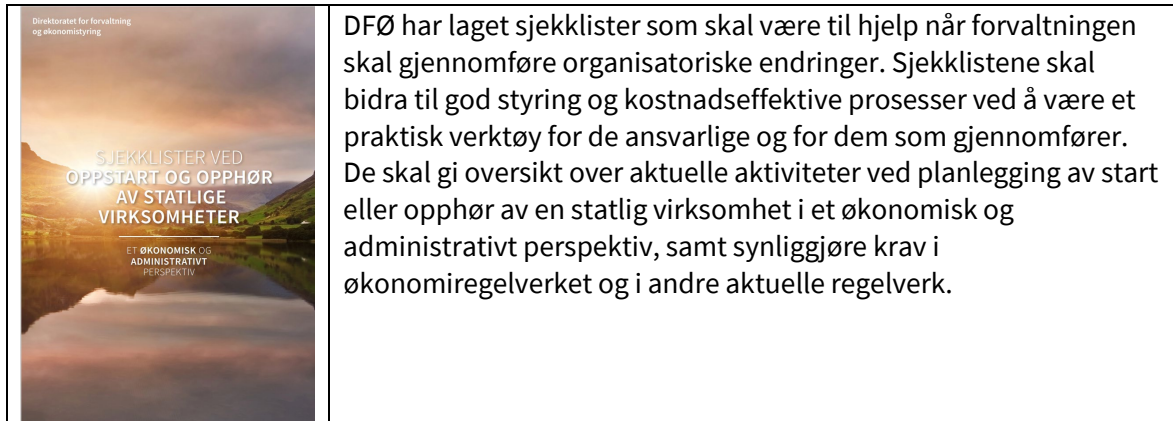 Direktoratet for forvaltning
og økonomistyring
SJEKKLISTER VED
OPPSTART OG OPPHØR
AV STATLIGE
VIRKSOMHETER
ET ØKONOMISK OG
ADMINISTRATIVT
PERSPEKTIV
DFØ har laget sjekklister som skal være til hjelp når forvaltningen
skal gjennomføre organisatoriske endringer. Sjekklistene skal
bidra til god styring og kostnadseffektive prosesser ved å være et
praktisk verktøy for de ansvarlige og for dem som gjennomfører.
De skal gi oversikt over aktuelle aktiviteter ved planlegging av start
eller opphør av en statlig virksomhet i et økonomisk og
administrativt perspektiv, samt synliggjøre krav i
økonomiregelverket og i andre aktuelle regelverk.